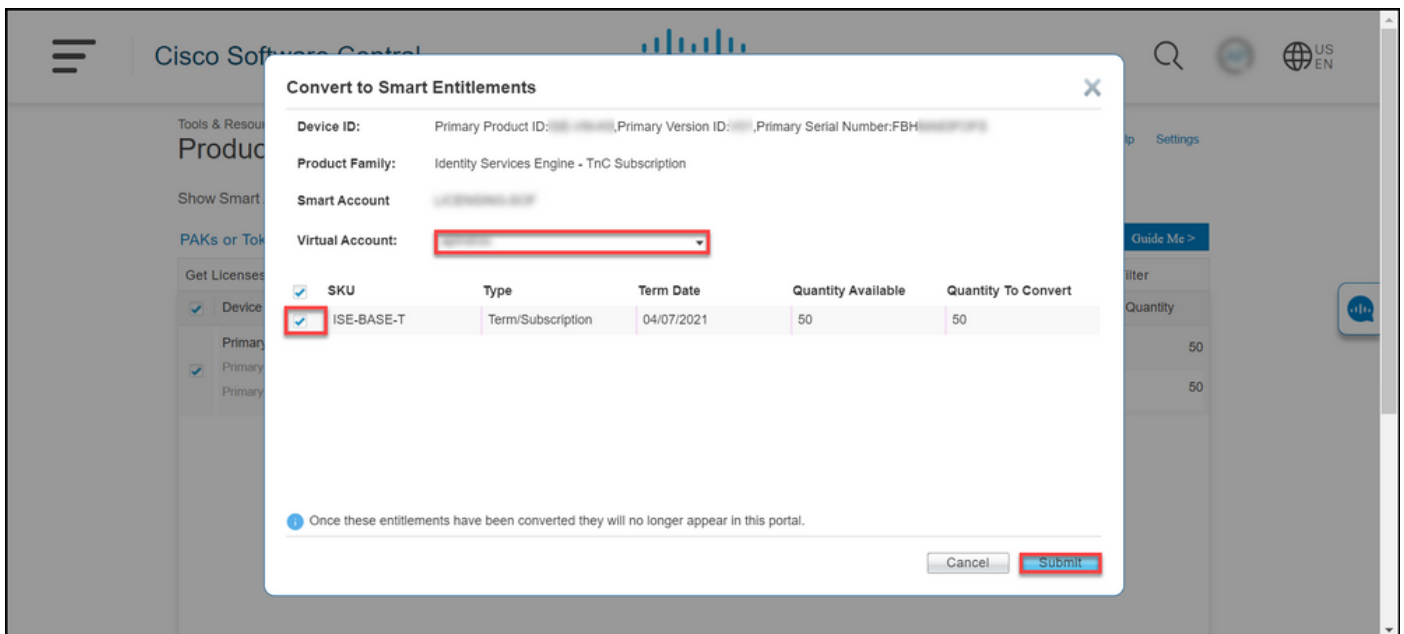 Cisco Software Control
US
EN
Convert to Smart Entitlements
Tools & Resour
Produc
Device ID: Primary Product ID: ,Primary Version ID: ,Primary Serial Number:FBH
lp Settings
Product Family: Identity Services Engine - TnC Subscription
Show Smart
Smart Account
PAKs or Tok
Virtual Account:
Guide Me >
Get Licenses
ilter
SKU Type Term Date Quantity Available Quantity To Convert
Device
Quantity
ISE-BASE-T Term/Subscription 04/07/2021 50 50
Primary
50
Primary
Primary
50
Once these entitlements have been converted they will no longer appear in this portal.
Cancel Submit